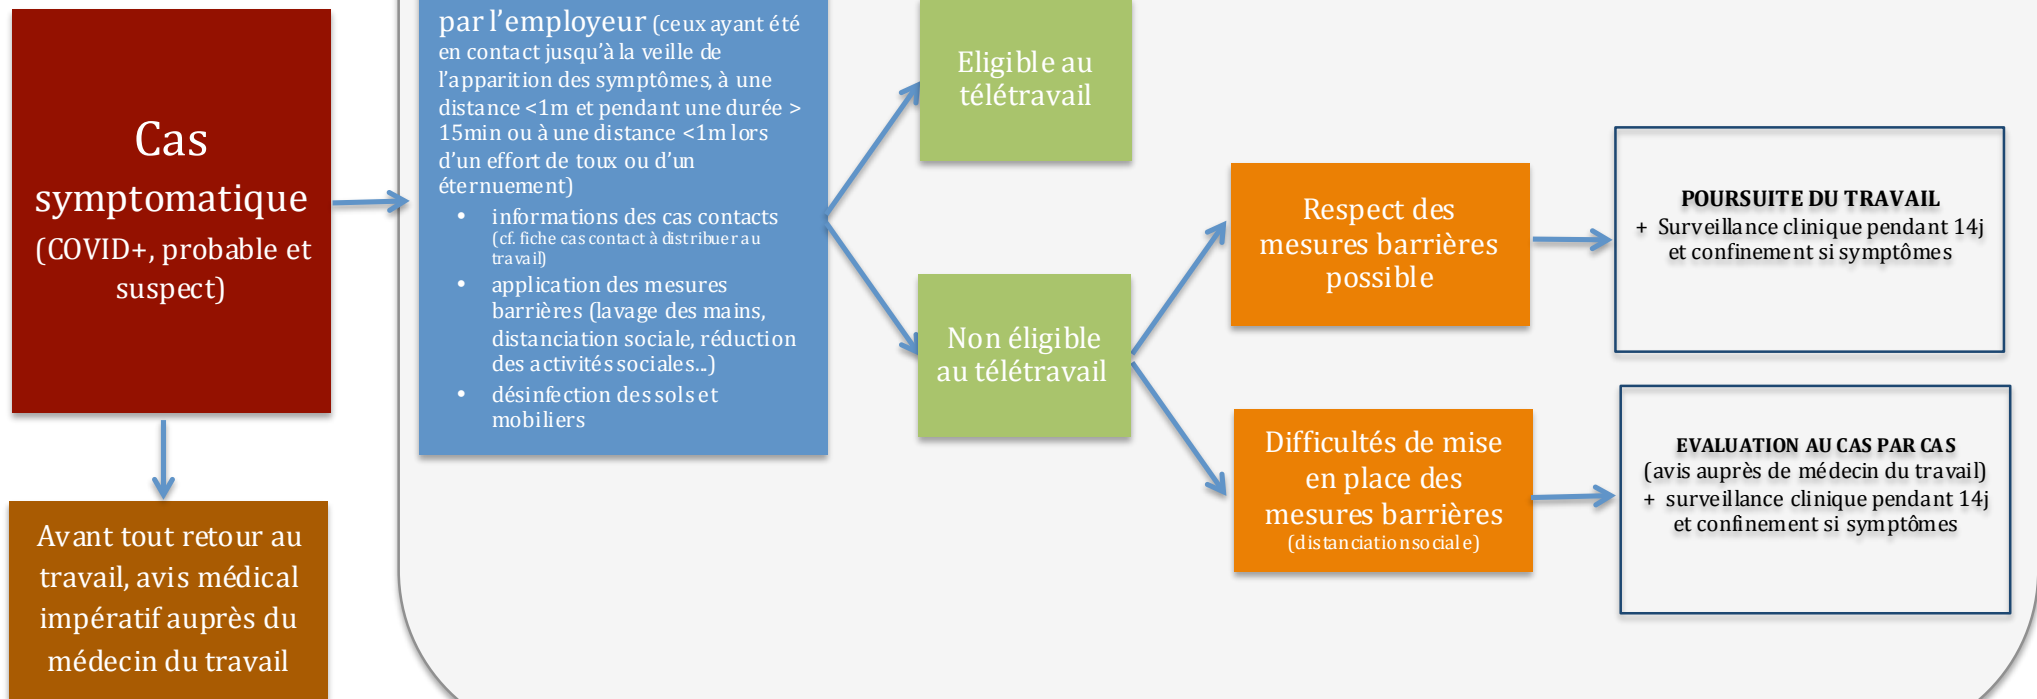 Cas
symptomatique
(COVID+, probable et
suspect)
Avant tout retour au
travail, avis médical
impératif auprès du
médecin du travail
par l’employeur (ceux ayant été
en contact jusqu’à la veille de
l’apparition des symptômes, à une
distance <1m et pendant une durée >
15min ou à une distance <1m lors
d’un effort de toux ou d’un
éternuement)
• informations des cas contacts
(cf. fiche cas contact à distribuer au
travail)
• application des mesures
barrières (lavage des mains,
distanciation sociale, réduction
des activités sociales...)
• désinfection des sols et
mobiliers
Eligible au
télétravail
Non éligible
au télétravail
Respect des
mesures barrières
possible
Difficultés de mise
en place des
mesures barrières
(distanciation sociale)
POURSUITE DU TRAVAIL
+ Surveillance clinique pendant 14j
et confinement si symptômes
EVALUATION AU CAS PAR CAS
(avis auprès de médecin du travail)
+ surveillance clinique pendant 14j
et confinement si symptômes